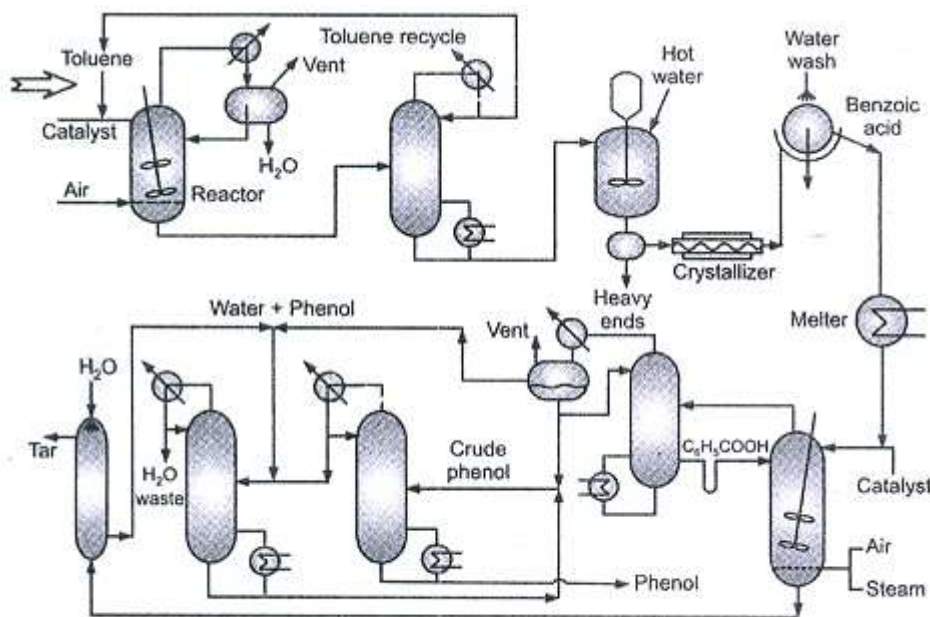 Toluene
Toluene recycle
Vent
Catalyst
H₂O
Air
Reactor
Hot
water
Water
wash
Benzoic
acid
Crystallizer
Heavy
ends
Melter
Water + Phenol
Vent
H₂O
Tar
H₂O
waste
Crude
phenol
C₆H₅COOH
Catalyst
Air
Steam
Phenol